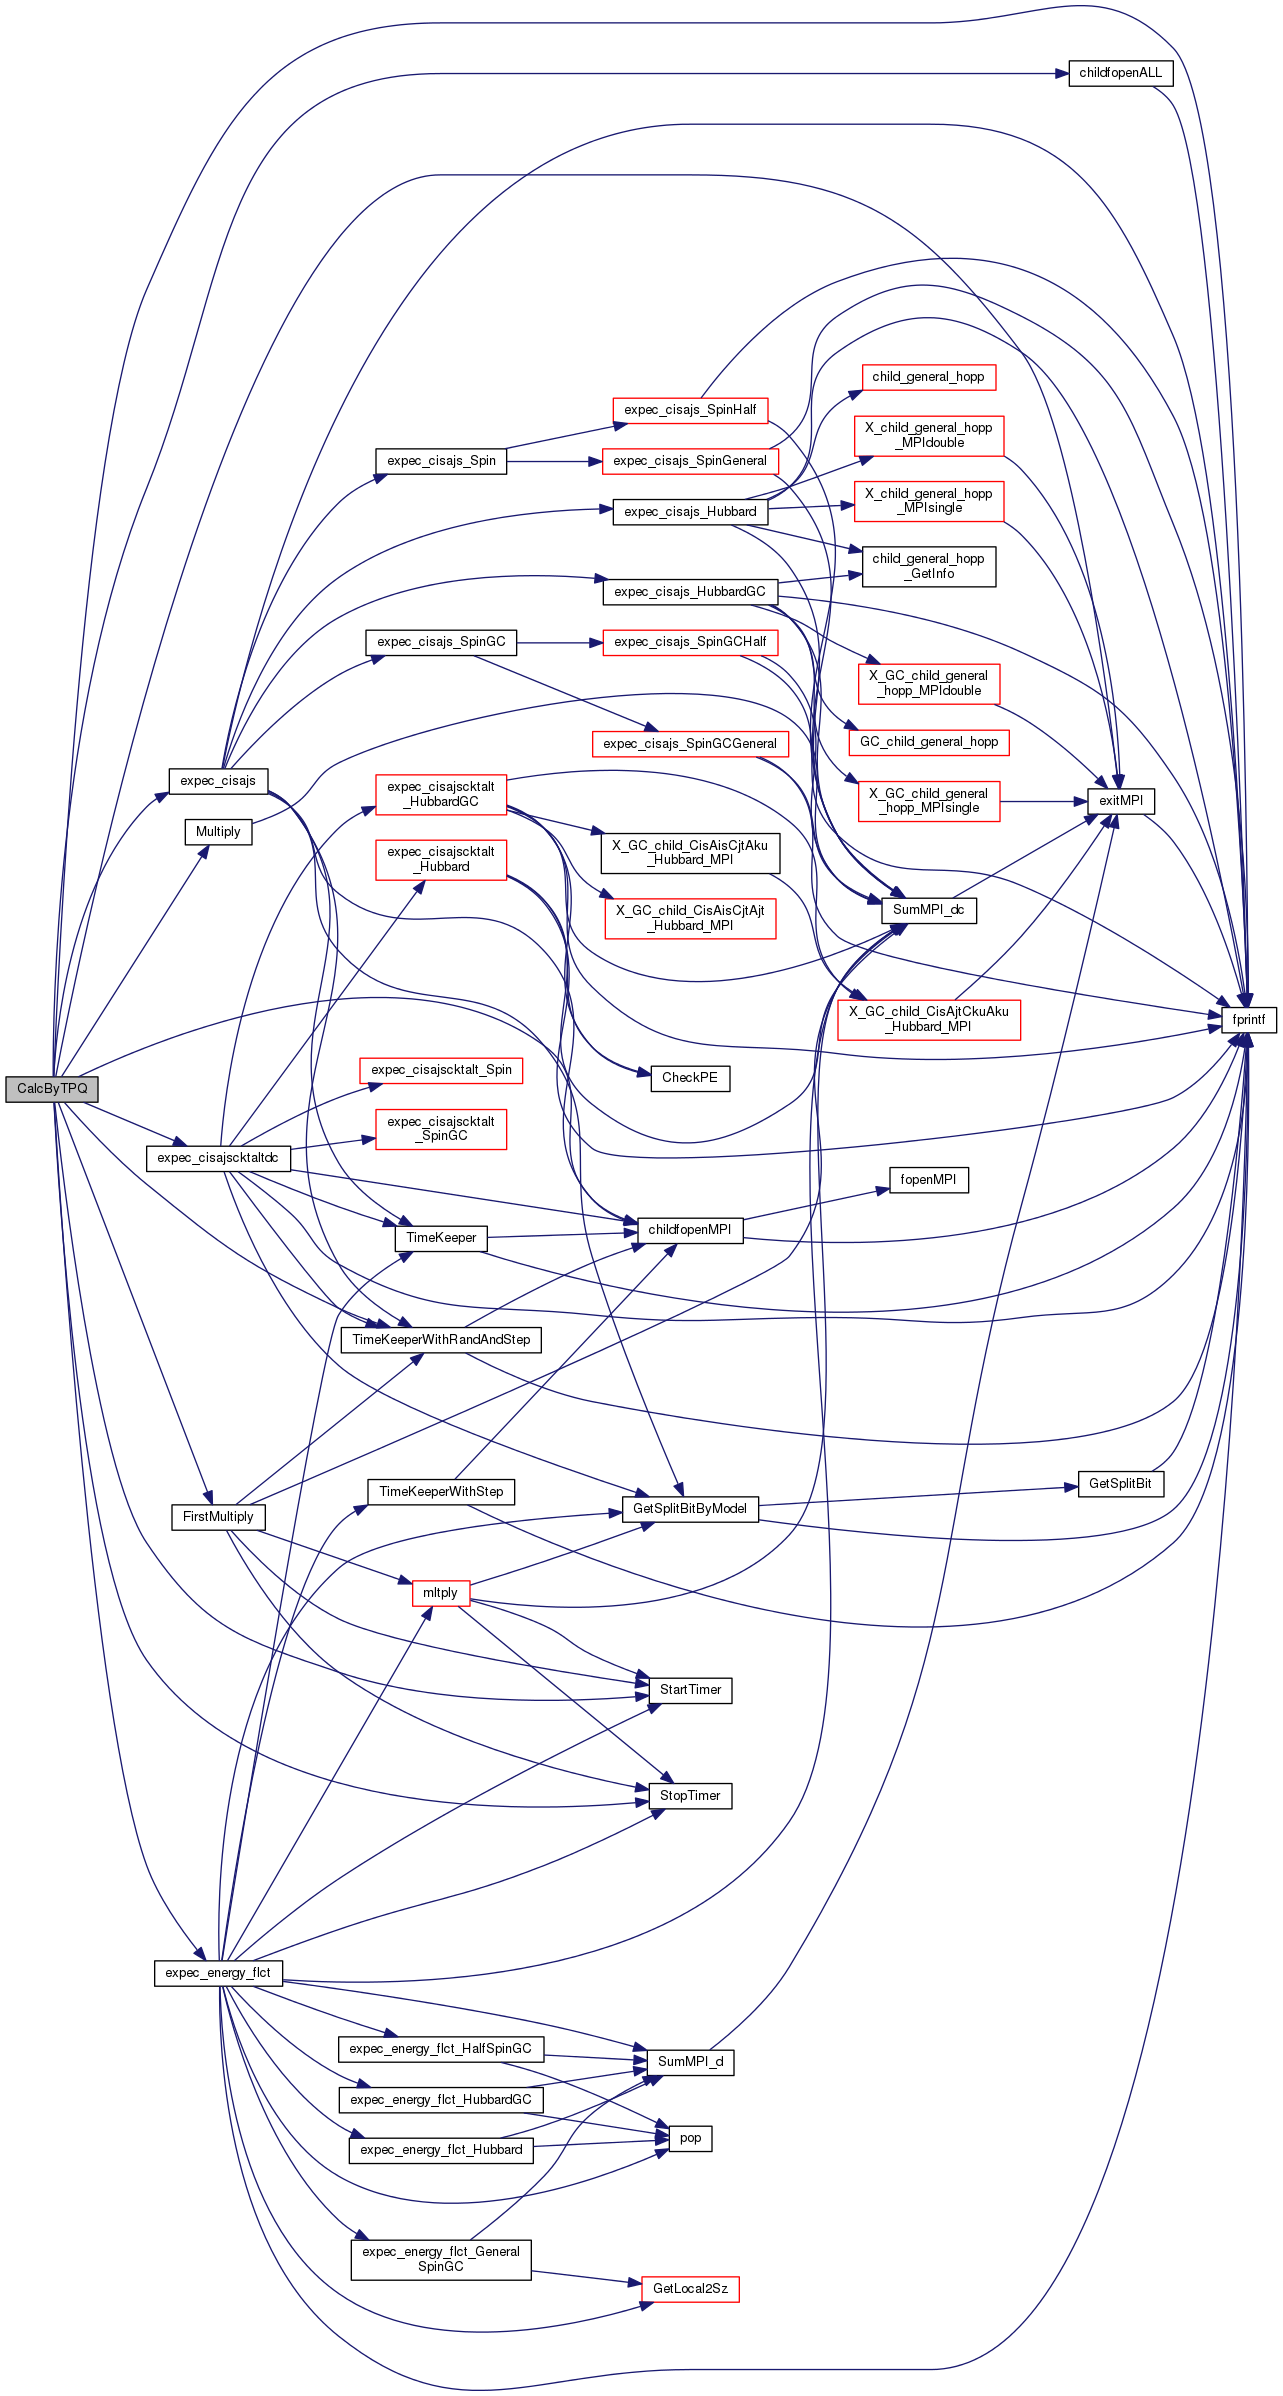 childfopenALL
child_general_hopp
expec_cisajs_SpinHalf
X_child_general_hopp
_MPIdouble
expec_cisajs_Spin
expec_cisajs_SpinGeneral
X_child_general_hopp
_MPIsingle
expec_cisajs_Hubbard
child_general_hopp
_GetInfo
expec_cisajs_HubbardGC
expec_cisajs_SpinGC
expec_cisajs_SpinGCHalf
X_GC_child_general
_hopp_MPIdouble
expec_cisajs_SpinGCGeneral
GC_child_general_hopp
expec_cisajs
expec_cisajscktalt
_HubbardGC
X_GC_child_general
_hopp_MPIsingle
exitMPI
Multiply
X_GC_child_CisAisCjtAku
_Hubbard_MPI
expec_cisajscktalt
_Hubbard
X_GC_child_CisAisCjtAjt
_Hubbard_MPI
SumMPI_dc
X_GC_child_CisAjtCkuAku
_Hubbard_MPI
fprintf
CalcByTPQ
expec_cisajscktalt_Spin
CheckPE
expec_cisajscktalt
_SpinGC
expec_cisajscktaltdc
fopenMPI
TimeKeeper
childfopenMPI
TimeKeeperWithRandAndStep
GetSplitBit
TimeKeeperWithStep
FirstMultiply
GetSplitBitByModel
mltply
StartTimer
StopTimer
expec_energy_flct
expec_energy_flct_HalfSpinGC
SumMPI_d
expec_energy_flct_HubbardGC
pop
expec_energy_flct_Hubbard
expec_energy_flct_General
SpinGC
GetLocal2Sz